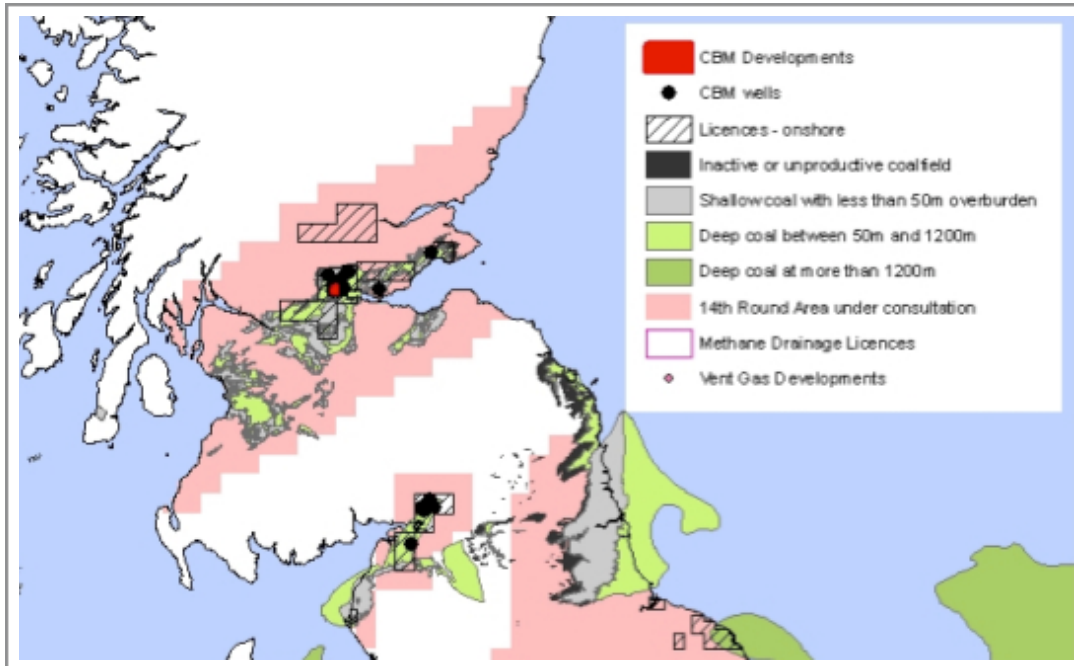 CBM Developments
CBM wells
Licences - onshore
Inactive or unproductive coalfield
Shallow coal with less than 50m overburden
Deep coal between 50m and 1200m
Deep coal at more than 1200m
14th Round Area under consultation
Methane Drainage Licences
Vent Gas Developments